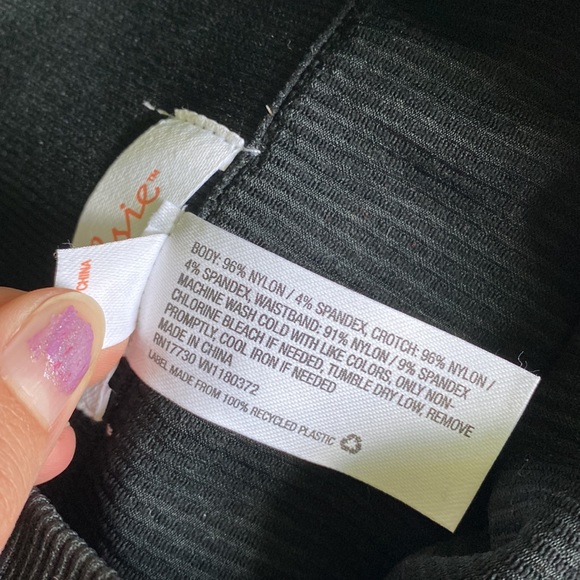 sie™
CHINA
BODY: 96% NYLON / 4% SPANDEX, CROTCH: 96% NYLON /
4% SPANDEX, WAISTBAND: 91% NYLON / 9% SPANDEX
MACHINE WASH COLD WITH LIKE COLORS, ONLY NON-
CHLORINE BLEACH IF NEEDED, TUMBLE DRY LOW, REMOVE
PROMPTLY, COOL IRON IF NEEDED
MADE IN CHINA
RN17730 VN1180372
LABEL MADE FROM 100% RECYCLED PLASTIC